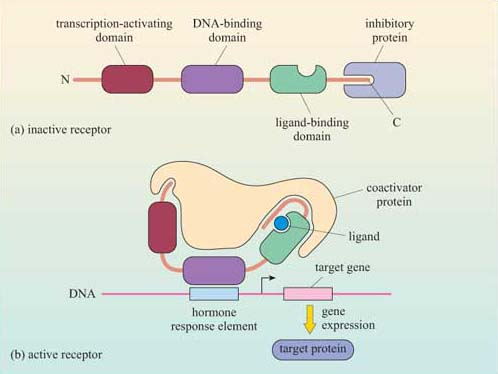 transcription-activating
domain
DNA-binding
domain
inhibitory
protein
N
ligand-binding
domain
C
(a) inactive receptor
coactivator
protein
ligand
target gene
DNA
hormone
response element
gene
expression
target protein
(b) active receptor